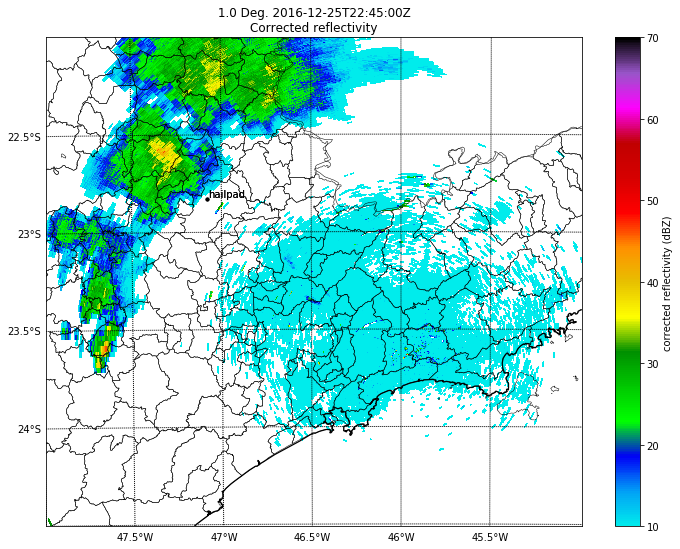 1.0 Deg. 2016-12-25T22:45:00Z
Corrected reflectivity
22.5°S
23°S
23.5°S
24°S
hailpad
47.5°W
47°W
46.5°W
46°W
45.5°W
70
60
50
40
30
20
10
corrected reflectivity (dBZ)